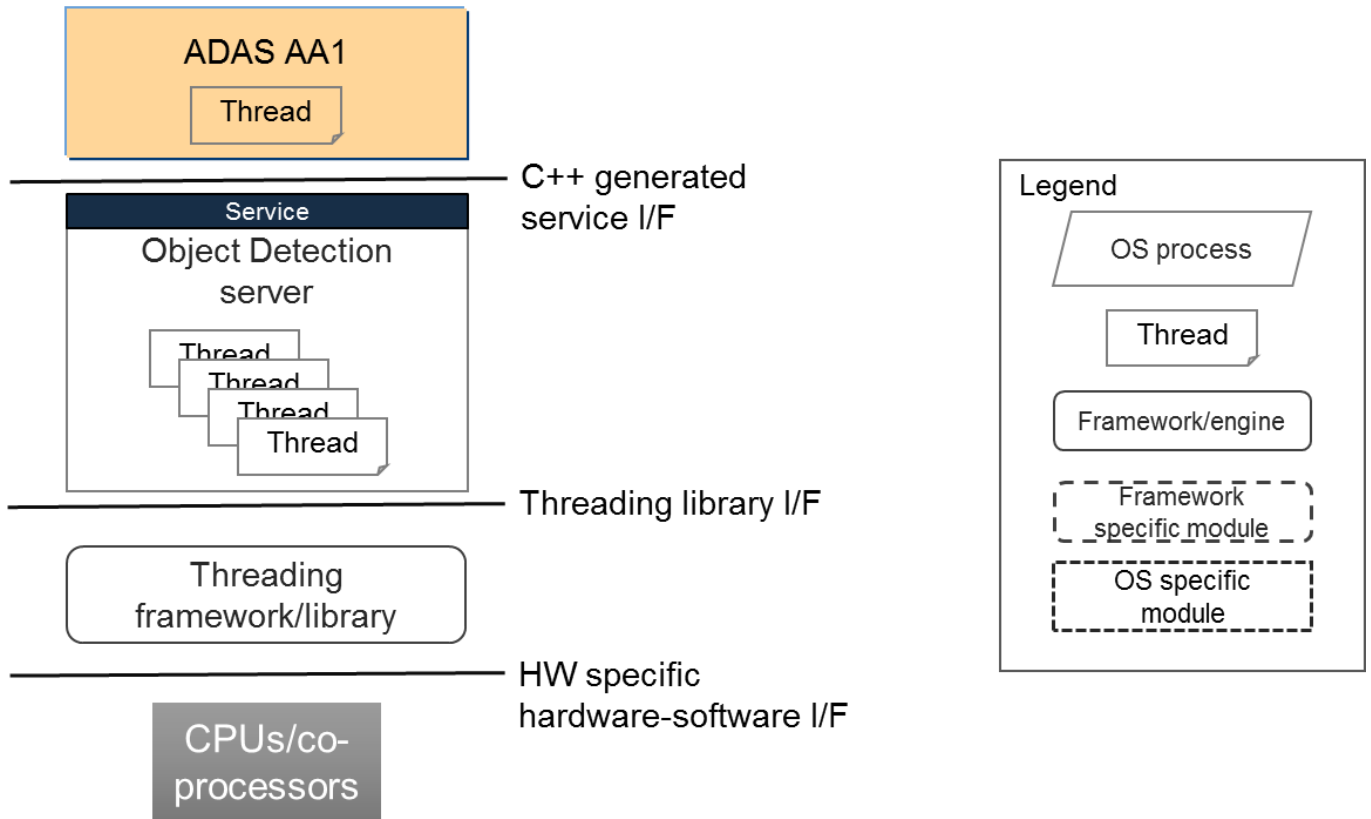 ADAS AA1
Thread
C++ generated
service I/F
Service
Object Detection
server
Thread
Thread
Thread
Thread
Threading library I/F
Threading
framework/library
HW specific
hardware-software I/F
CPUs/co-
processors
Legend
OS process
Thread
Framework/engine
Framework
specific module
OS specific
module